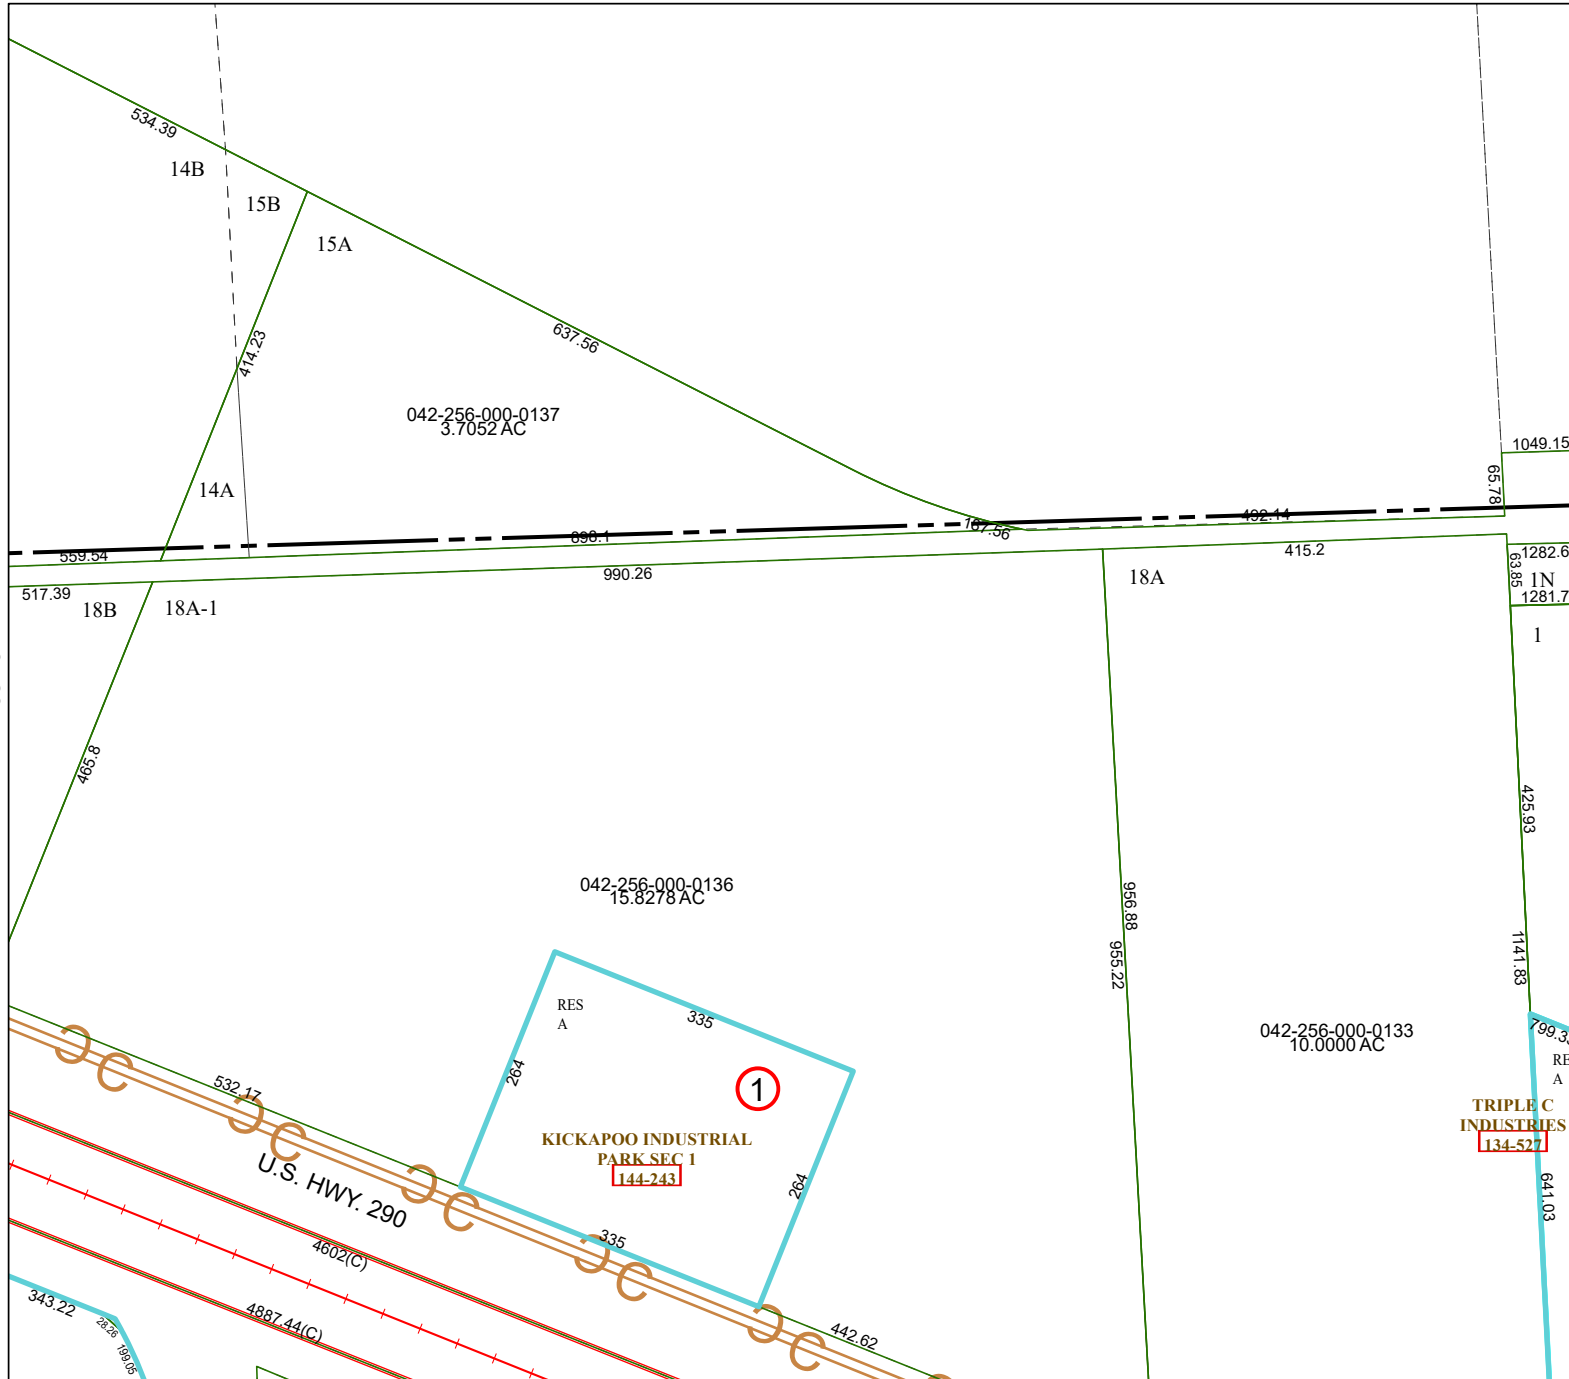 534.39
14B
15B
15A
414.23
637.56
042-256-000-0137
3.7052 AC
14A
1049.15
65.78
559.54
898.1
187.56
492.14
415.2
1282.6
63.85
1N
1281.7
517.39
18B
18A-1
990.26
18A
1
465.8
425.93
042-256-000-0136
15.8278 AC
956.88
955.22
1141.83
RES
A
335
264
1
042-256-000-0133
10.0000 AC
799.33
RE
A
532.17
KICKAPOO INDUSTRIAL
PARK SEC 1
144-243
264
TRIPLE C
INDUSTRIES
134-527
641.03
U.S. HWY. 290
335
4602(C)
343.22
28.26
199.05
4887.44(C)
442.62